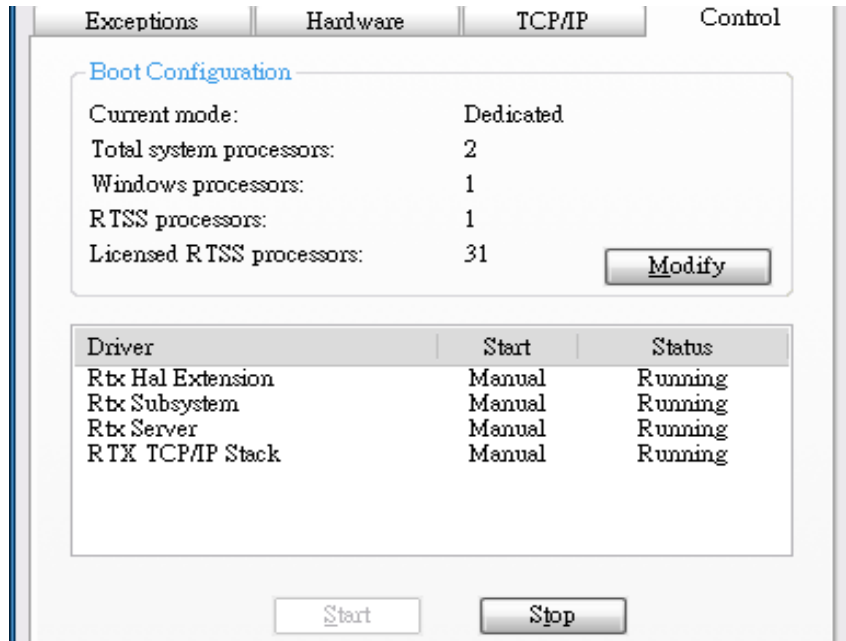 Exceptions Hardware TCP/IP Control
Boot Configuration
Current mode: Dedicated
Total system processors: 2
Windows processors: 1
RTSS processors: 1
Licensed RTSS processors: 31
Modify
Driver Start Status
Rtx Hal Extension Manual Running
Rtx Subsystem Manual Running
Rtx Server Manual Running
RTX TCP/IP Stack Manual Running
Start Stop